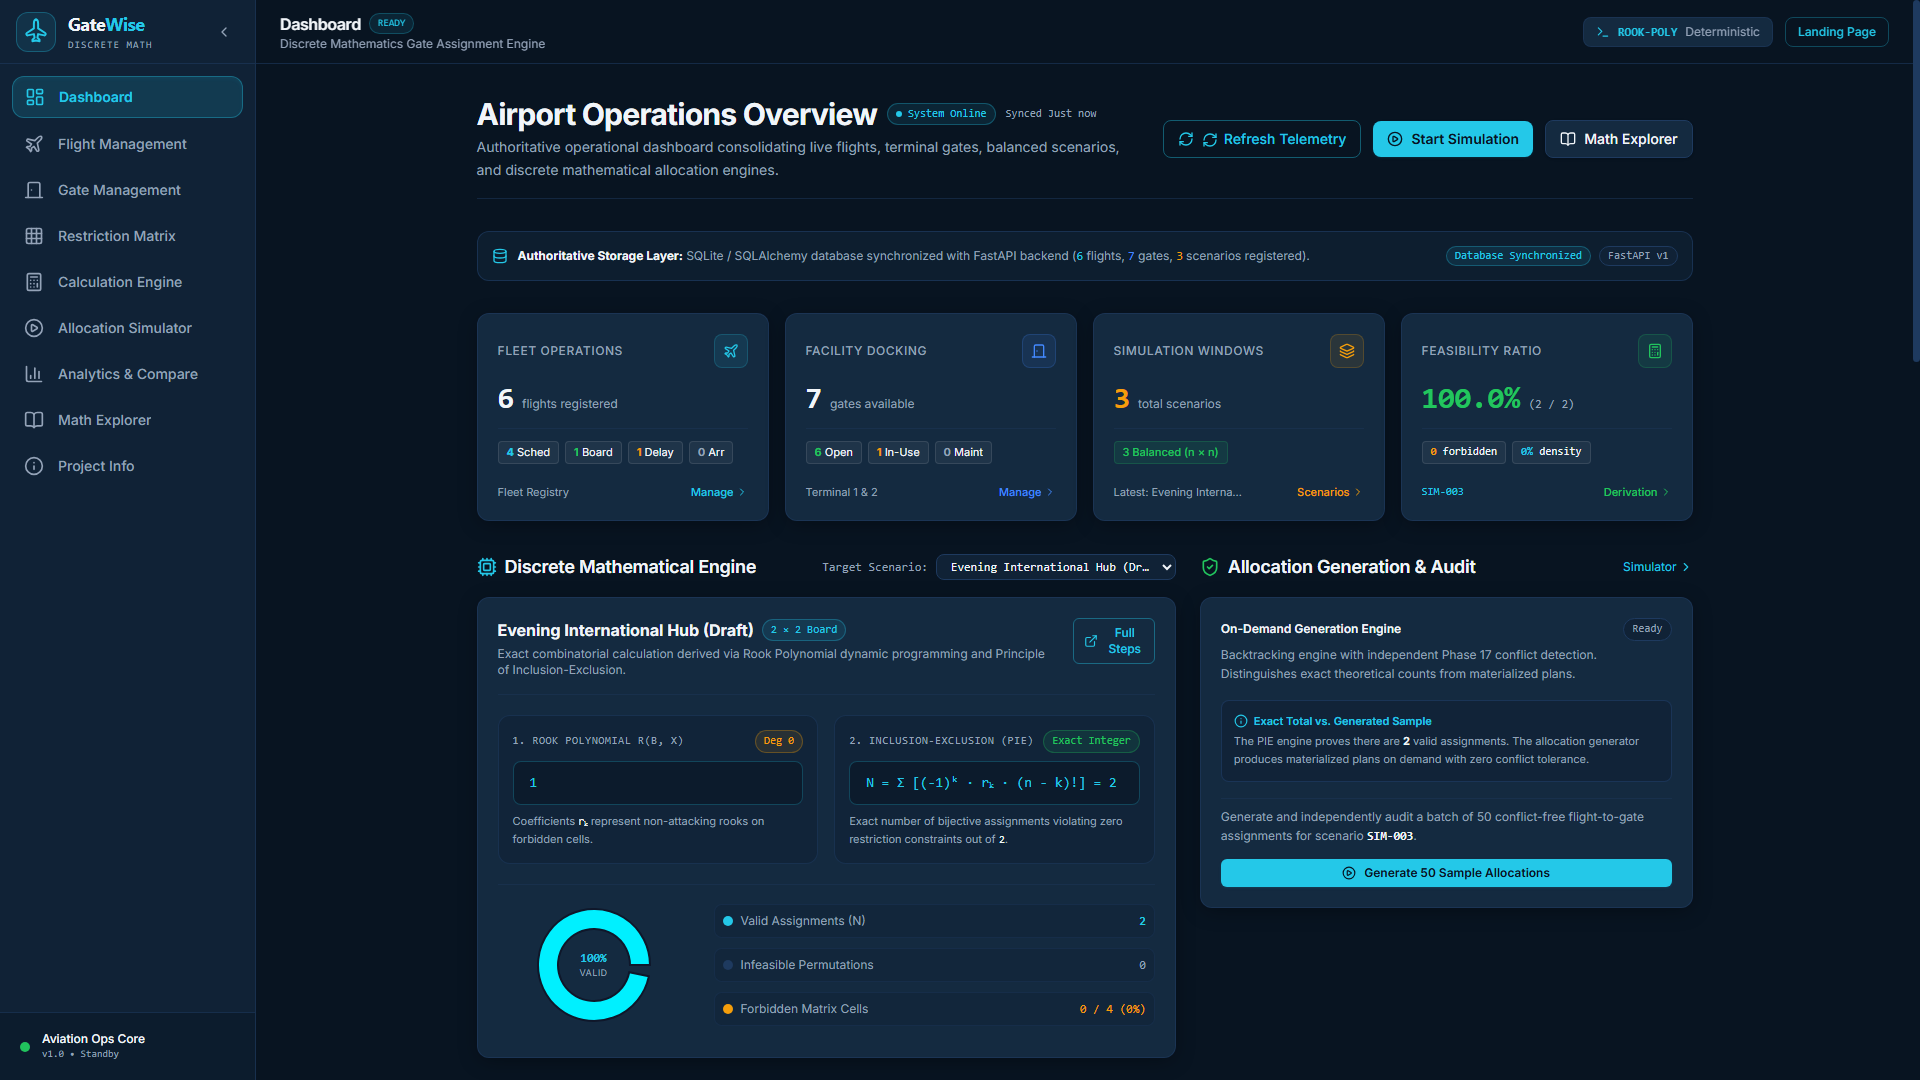 GateWise
DISCRETE MATH
Dashboard
Flight Management
Gate Management
Restriction Matrix
Calculation Engine
Allocation Simulator
Analytics & Compare
Math Explorer
Project Info
Aviation Ops Core
v1.0 • Standby
Dashboard READY
Discrete Mathematics Gate Assignment Engine
ROOK-POLY Deterministic
Landing Page
Airport Operations Overview System Online Synced Just now
Authoritative operational dashboard consolidating live flights, terminal gates, balanced scenarios,
and discrete mathematical allocation engines.
Refresh Telemetry
Start Simulation
Math Explorer
Authoritative Storage Layer: SQLite / SQLAlchemy database synchronized with FastAPI backend (6 flights, 7 gates, 3 scenarios registered).
Database Synchronized
FastAPI v1
FLEET OPERATIONS
6 flights registered
4 Sched 1 Board 1 Delay 0 Arr
Fleet Registry Manage
FACILITY DOCKING
7 gates available
6 Open 1 In-Use 0 Maint
Terminal 1 & 2 Manage
SIMULATION WINDOWS
3 total scenarios
3 Balanced (n × n)
Latest: Evening Interna... Scenarios
FEASIBILITY RATIO
100.0% (2 / 2)
0 forbidden 0% density
SIM-003 Derivation
Discrete Mathematical Engine
Target Scenario: Evening International Hub (Dr…
Evening International Hub (Draft) 2 × 2 Board
Exact combinatorial calculation derived via Rook Polynomial dynamic programming and Principle
of Inclusion-Exclusion.
Full
Steps
1. ROOK POLYNOMIAL R(B, X) Deg 0
1
Coefficients rₖ represent non-attacking rooks on
forbidden cells.
2. INCLUSION-EXCLUSION (PIE) Exact Integer
N = Σ [(-1)ᵏ · rₖ · (n - k)!] = 2
Exact number of bijective assignments violating zero
restriction constraints out of 2.
100%
VALID
Valid Assignments (N) 2
Infeasible Permutations 0
Forbidden Matrix Cells 0 / 4 (0%)
Allocation Generation & Audit Simulator
On-Demand Generation Engine Ready
Backtracking engine with independent Phase 17 conflict detection.
Distinguishes exact theoretical counts from materialized plans.
Exact Total vs. Generated Sample
The PIE engine proves there are 2 valid assignments. The allocation generator
produces materialized plans on demand with zero conflict tolerance.
Generate and independently audit a batch of 50 conflict-free flight-to-gate
assignments for scenario SIM-003.
Generate 50 Sample Allocations